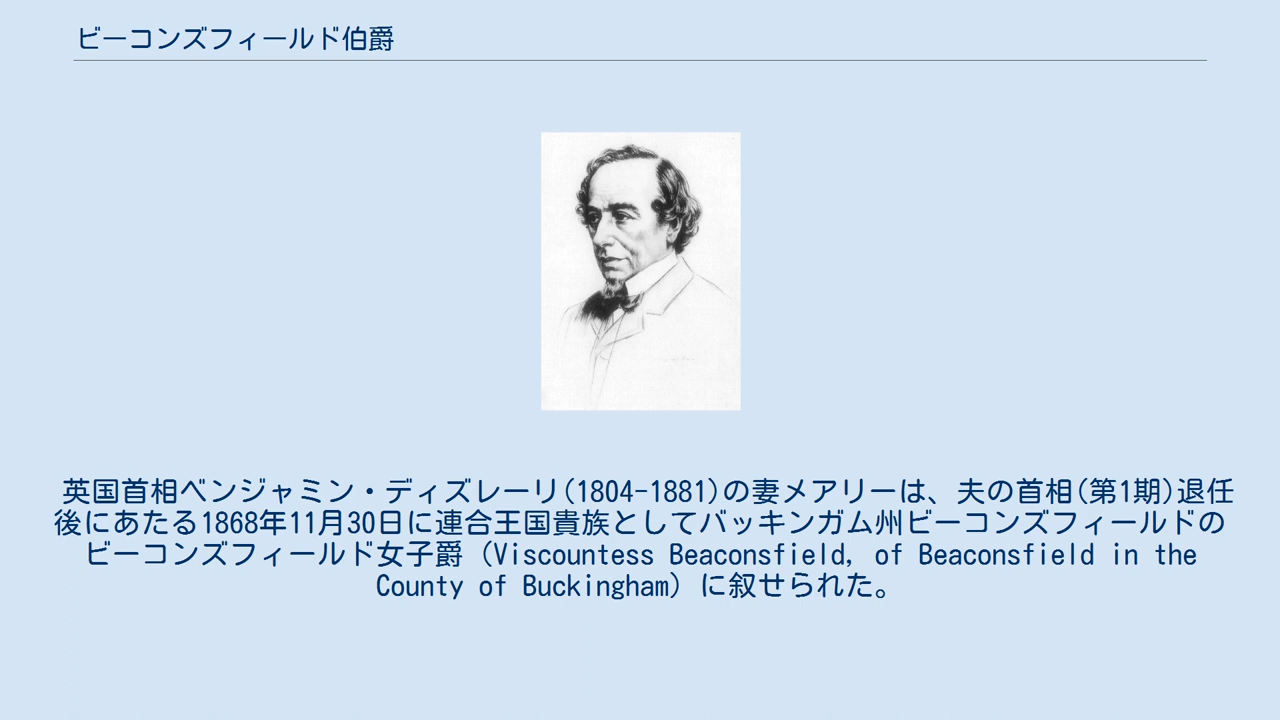 ビーコンズフィールド伯爵
英国首相ベンジャミン・ディズレーリ(1804-1881)の妻メアリーは、夫の首相(第1期)退任
後にあたる1868年11月30日に連合王国貴族としてバッキンガム州ビーコンズフィールドの
ビーコンズフィールド女子爵 (Viscountess Beaconsfield, of Beaconsfield in the
County of Buckingham) に叙せられた。